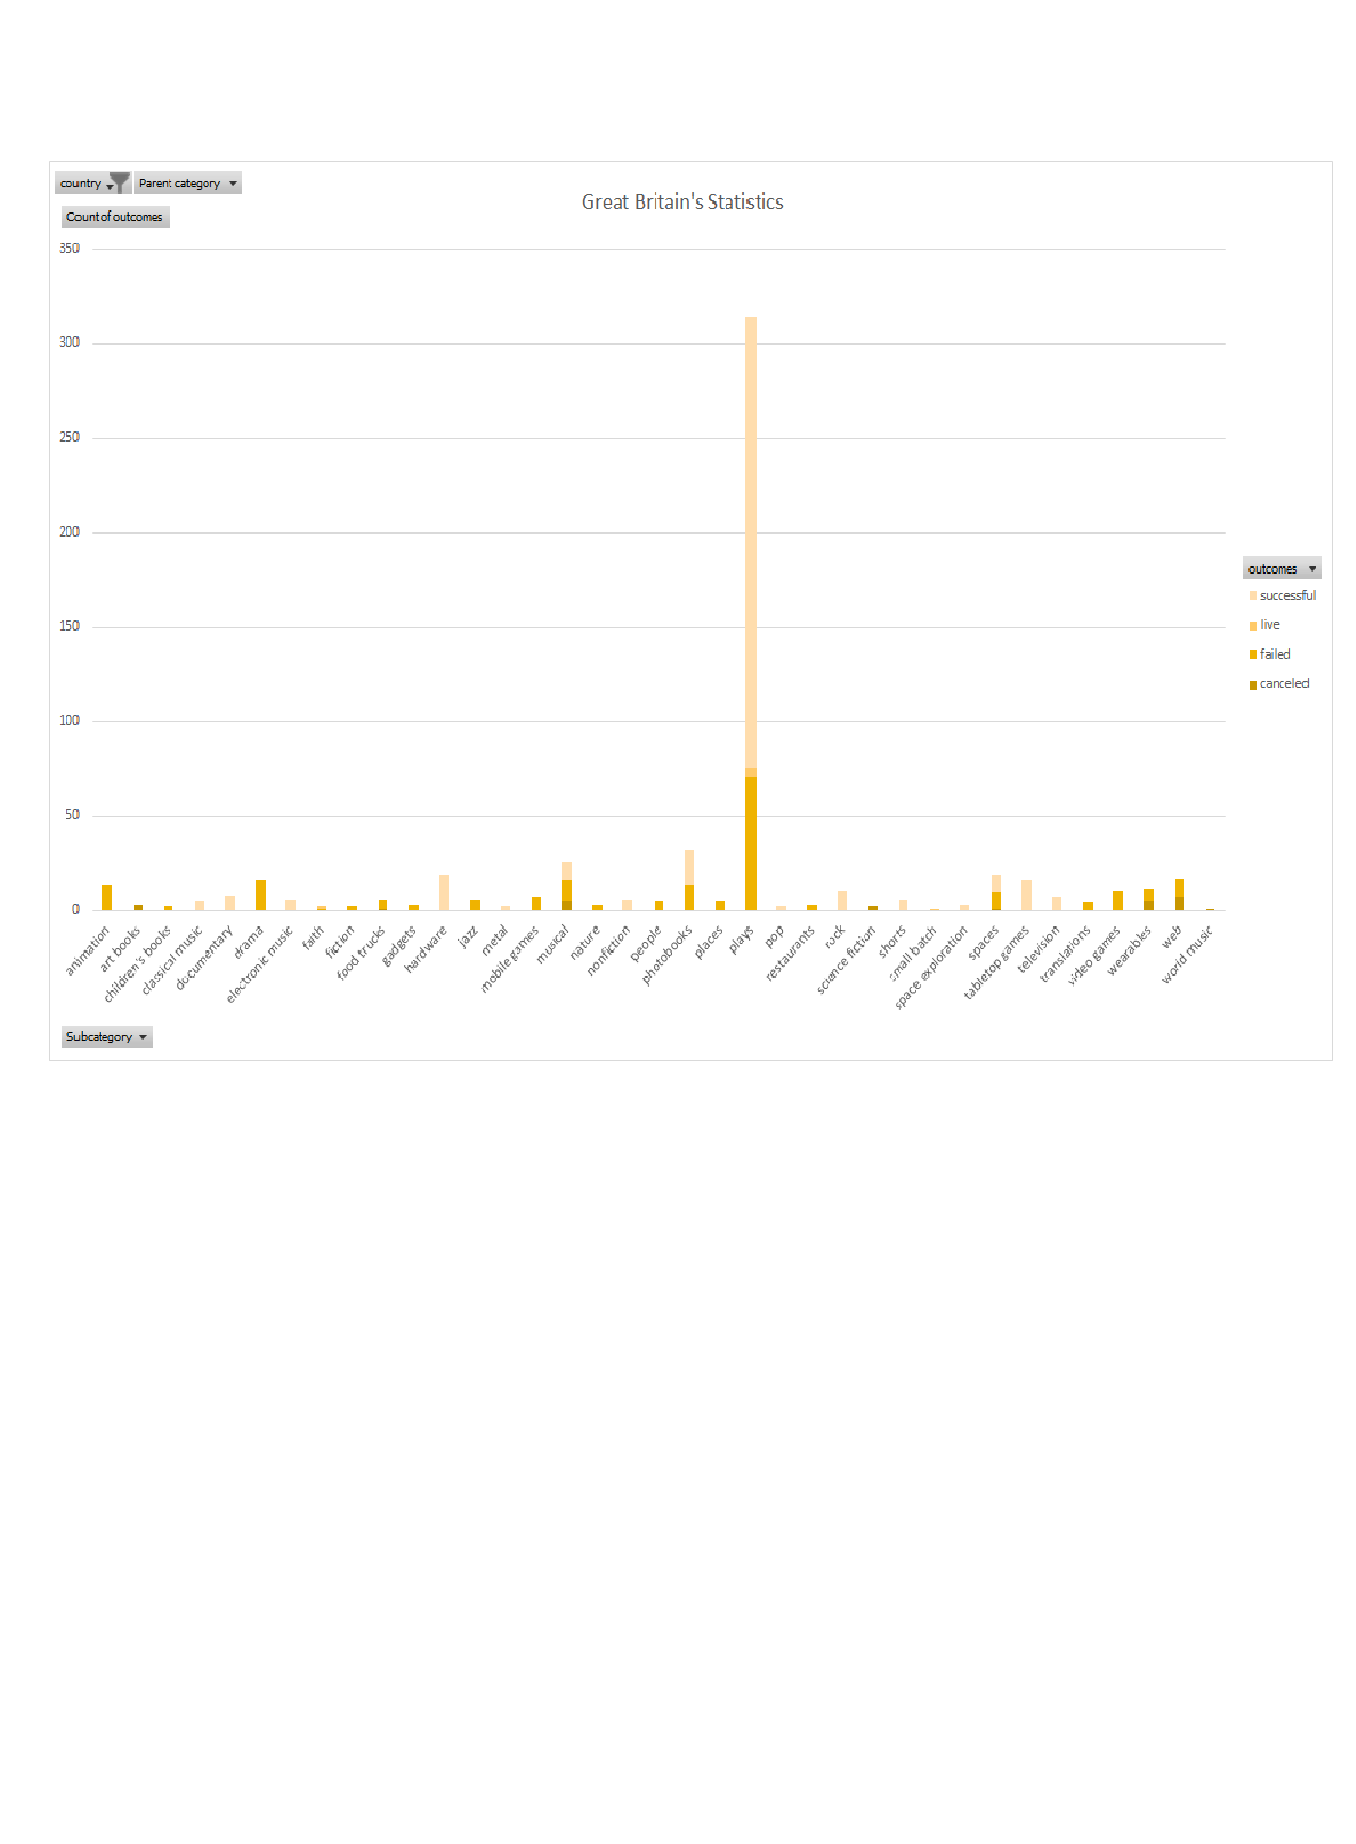 country Parent category
Great Britain's Statistics
Count of outcomes
350
300
250
200
150
100
50
0
outcomes
successful
live
failed
canceled
animation
art books
children's books
classical music
documentary
drama
electronic music
faith
fiction
food trucks
gadgets
hardware
jazz
metal
mobile games
musical
nature
nonfiction
people
photobooks
places
plays
pop
restaurants
rock
science fiction
shorts
small batch
space exploration
spaces
tabletop games
television
translations
video games
wearables
web
world music
Subcategory